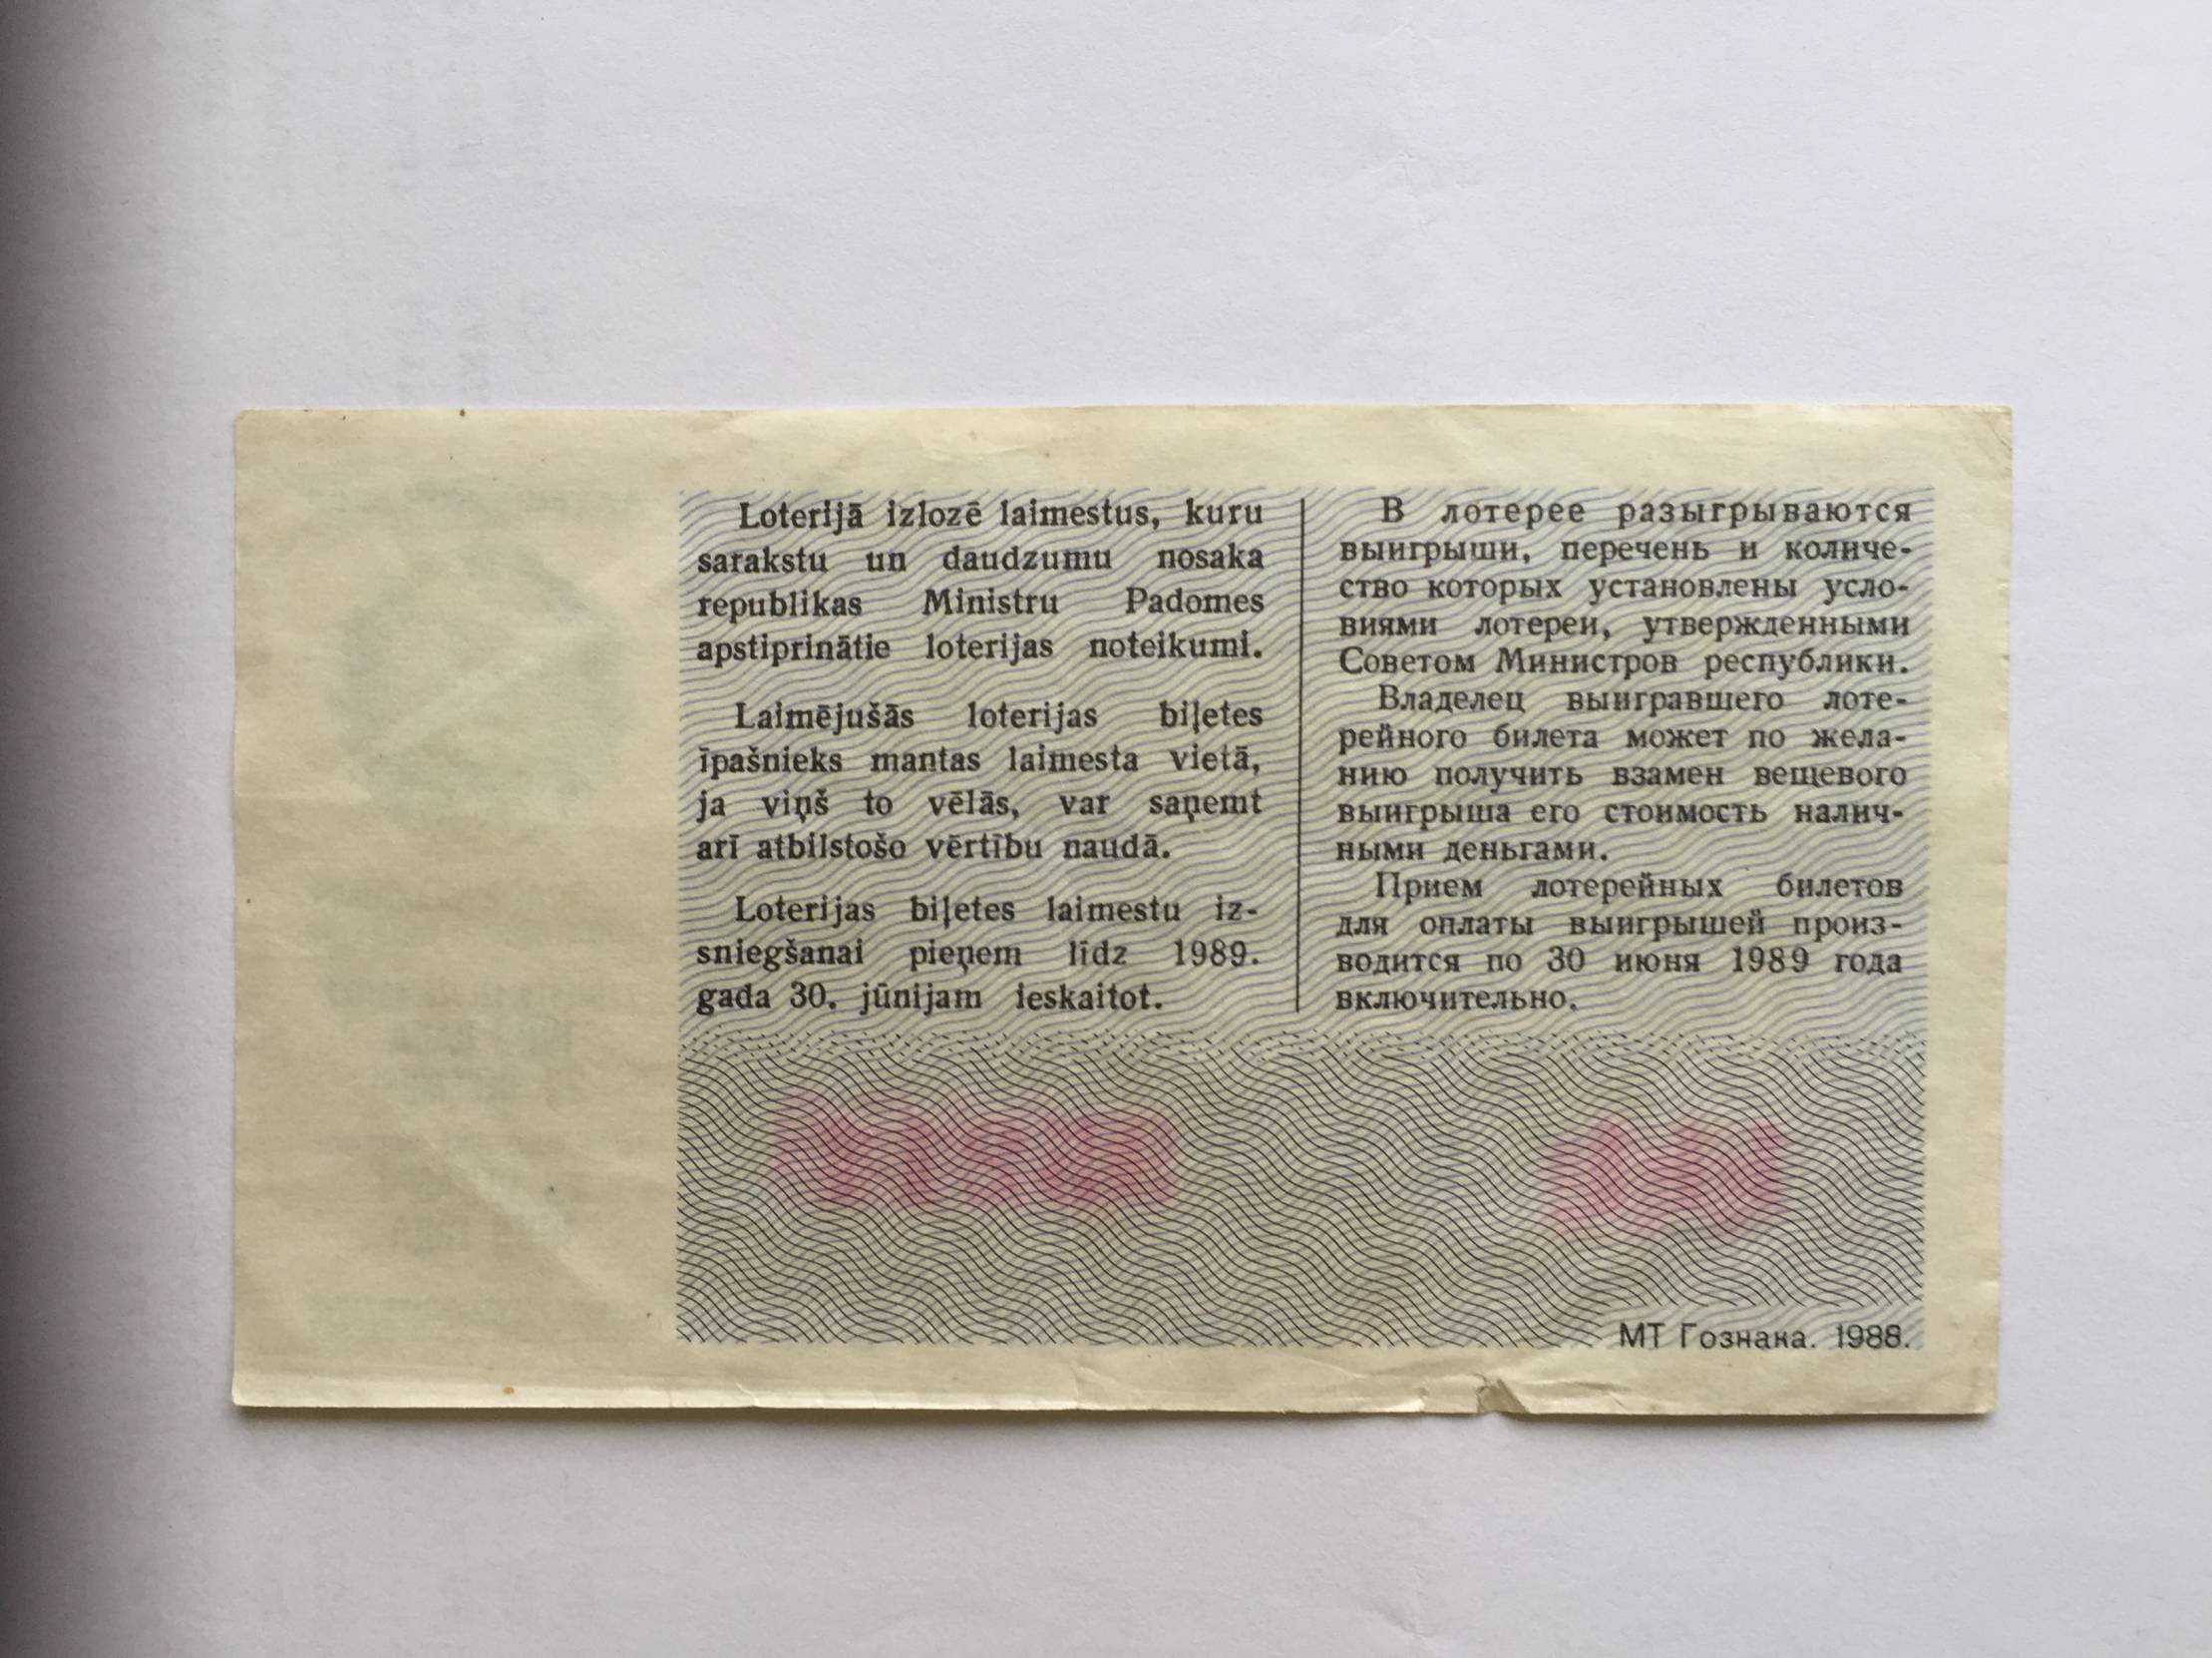 Loterijā izlozē laimestus, kuru
sarakstu un daudzumu nosaka
republikas Ministru Padomes
apstiprinātie loterijas noteikumi.
Laimējušās loterijas biļetes
īpašnieks mantas laimesta vietā,
ja viņš to vēlās, var saņemt
arī atbilstošo vērtību naudā.
Loterijas biļetes laimestu iz-
sniegšanai pieņem līdz 1989.
gada 30. jūnijam ieskaitot.
В лотерее разыгрываются
выигрыши, перечень и количе-
ство которых установлены усло-
виями лотереи, утвержденными
Советом Министров республики.
Владелец выигравшего лоте-
рейного билета может по жела-
нию получить взамен вещевого
выигрыша его стоимость налич-
ными деньгами.
Прием лотерейных билетов
для оплаты выигрышей произ-
водится по 30 июня 1989 года
включительно.
МТ Гознака. 1988.